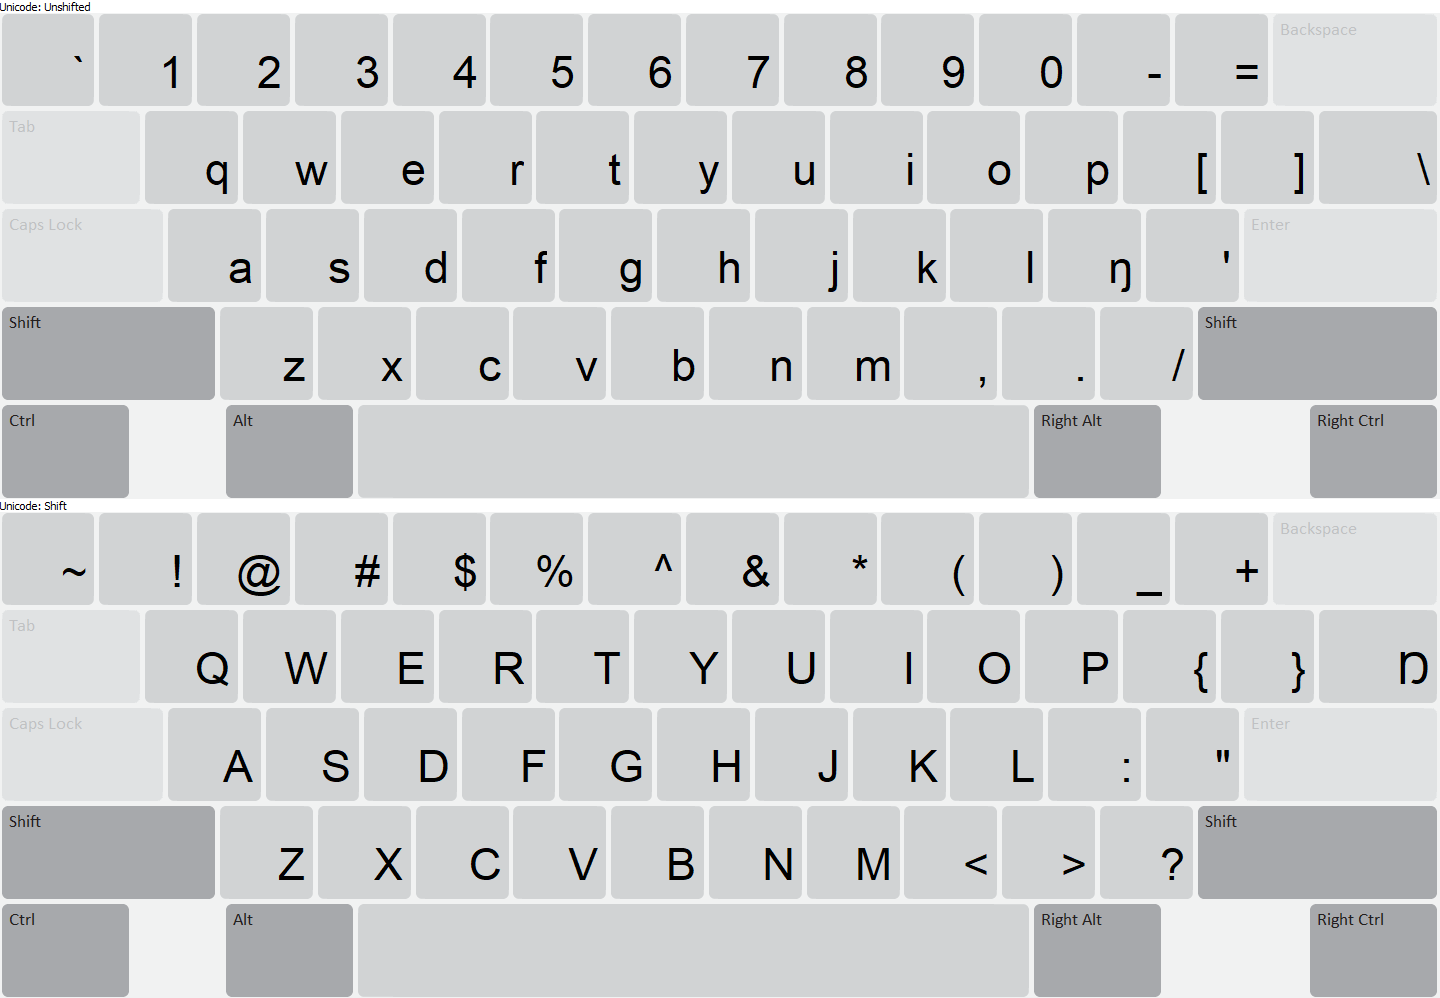 Unicode: Unshifted
` 1 2 3 4 5 6 7 8 9 0 - = Backspace
Tab q w e r t y u i o p [ ] \
Caps Lock a s d f g h j k l ŋ ' Enter
Shift z x c v b n m , . / Shift
Ctrl Alt Right Alt Right Ctrl
Unicode: Shift
~ ! @ # $ % ^ & * ( ) _ + Backspace
Tab Q W E R T Y U I O P { } Ŋ
Caps Lock A S D F G H J K L : " Enter
Shift Z X C V B N M < > ? Shift
Ctrl Alt Right Alt Right Ctrl